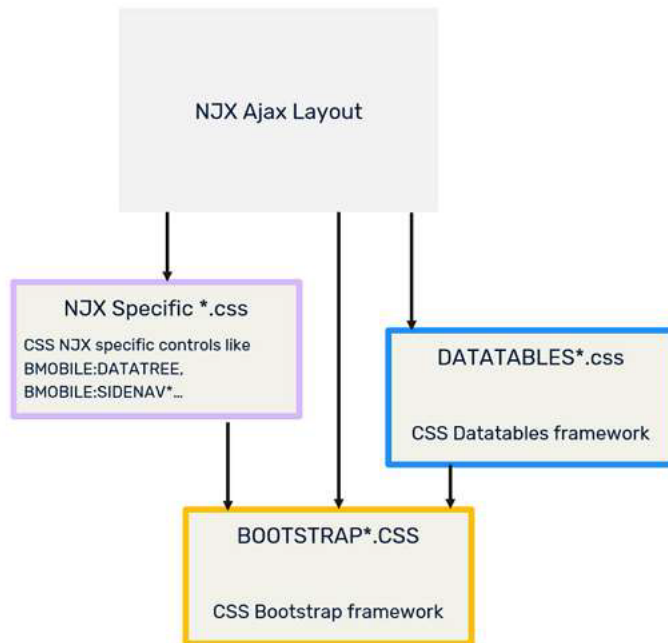 NJX Ajax Layout
NJX Specific *.css
CSS NJX specific controls like
BMOBILE:DATATREE,
BMOBILE:SIDENAV*...
DATATABLES*.css
CSS Datatables framework
BOOTSTRAP*.CSS
CSS Bootstrap framework